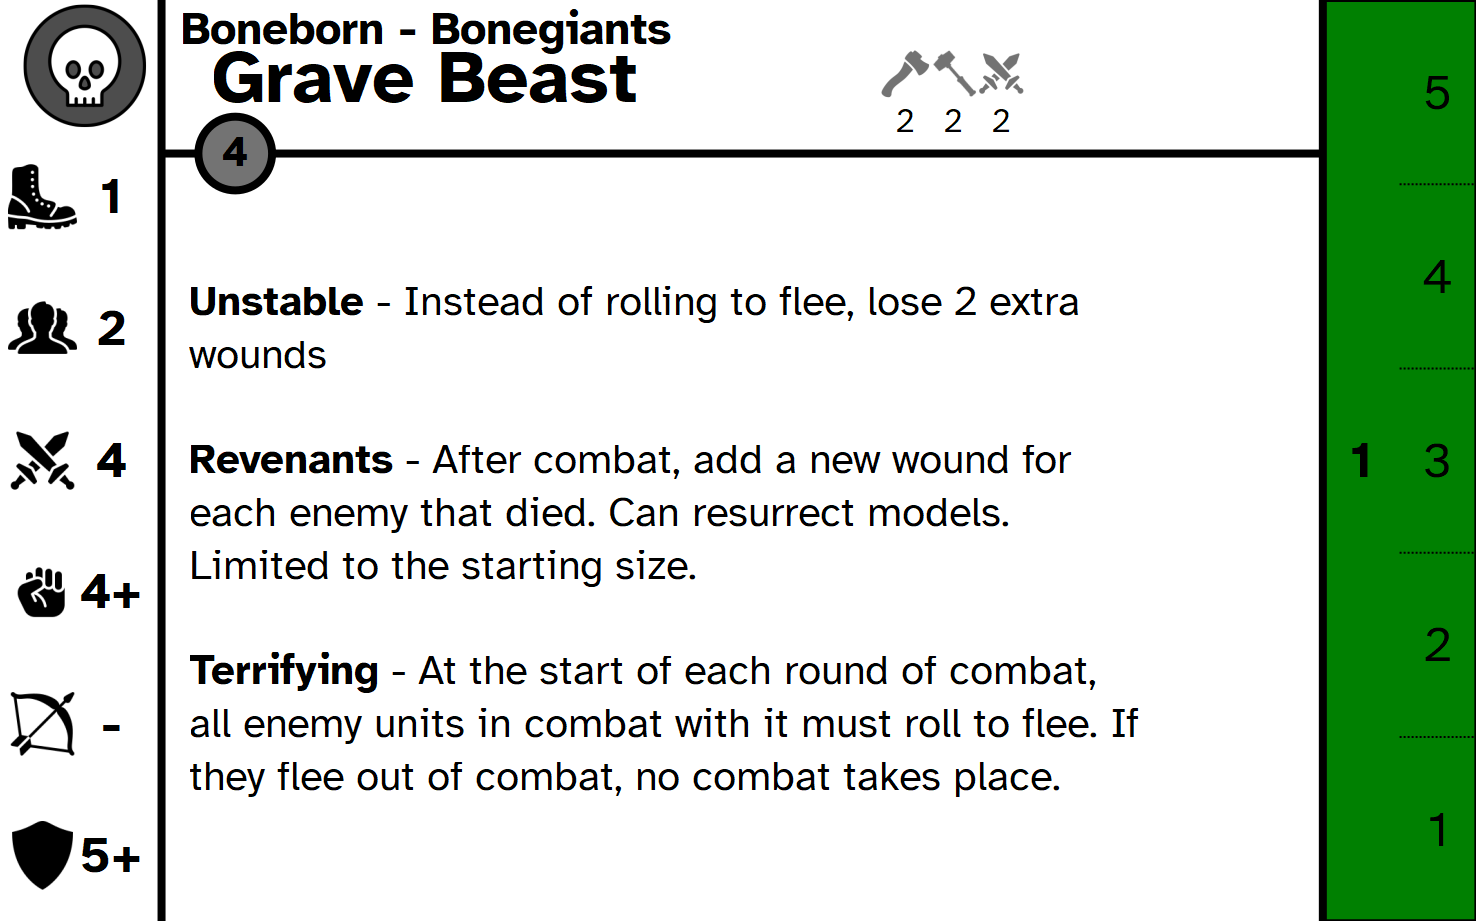 Boneborn - Bonegiants
Grave Beast
2 2 2
4
1
2
4
4+
-
5+
Unstable - Instead of rolling to flee, lose 2 extra
wounds
Revenants - After combat, add a new wound for
each enemy that died. Can resurrect models.
Limited to the starting size.
Terrifying - At the start of each round of combat,
all enemy units in combat with it must roll to flee. If
they flee out of combat, no combat takes place.
5
4
1 3
2
1